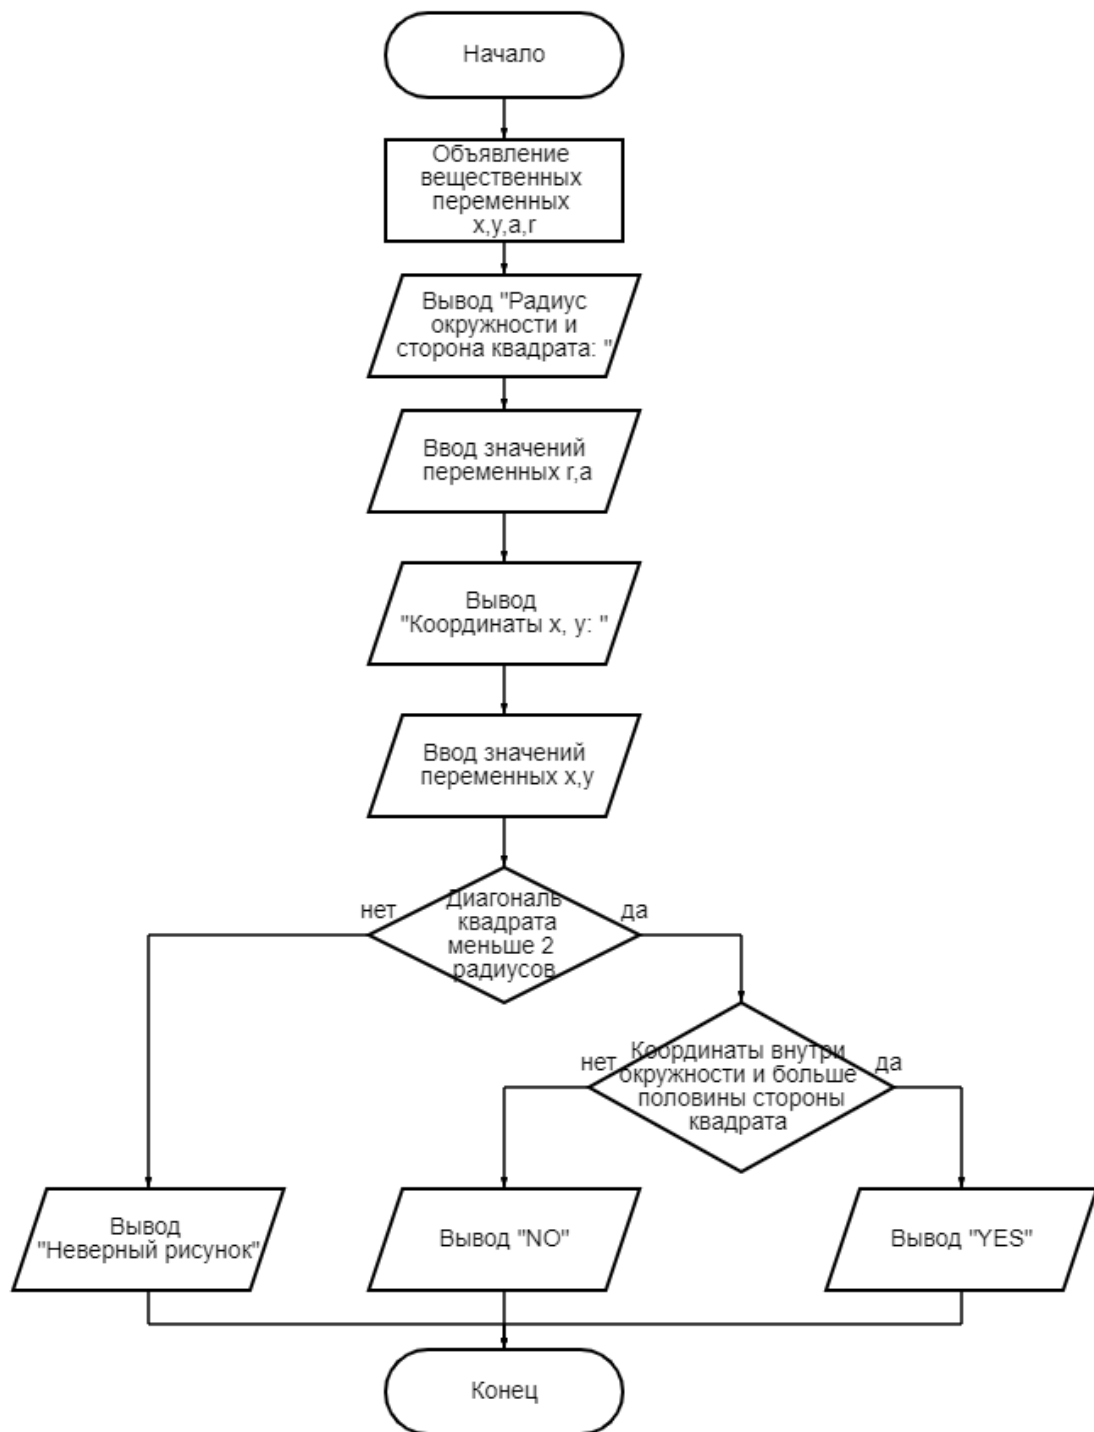 Начало
Объявление
вещественных
переменных
x,y,a,r
Вывод "Радиус
окружности и
сторона квадрата: "
Ввод значений
переменных r,a
Вывод
"Координаты x, y: "
Ввод значений
переменных x,y
нет
Диагональ
квадрата
меньше 2
радиусов
да
нет
Координаты внутри
окружности и больше
половины стороны
квадрата
да
Вывод
"Неверный рисунок"
Вывод "NO"
Вывод "YES"
Конец